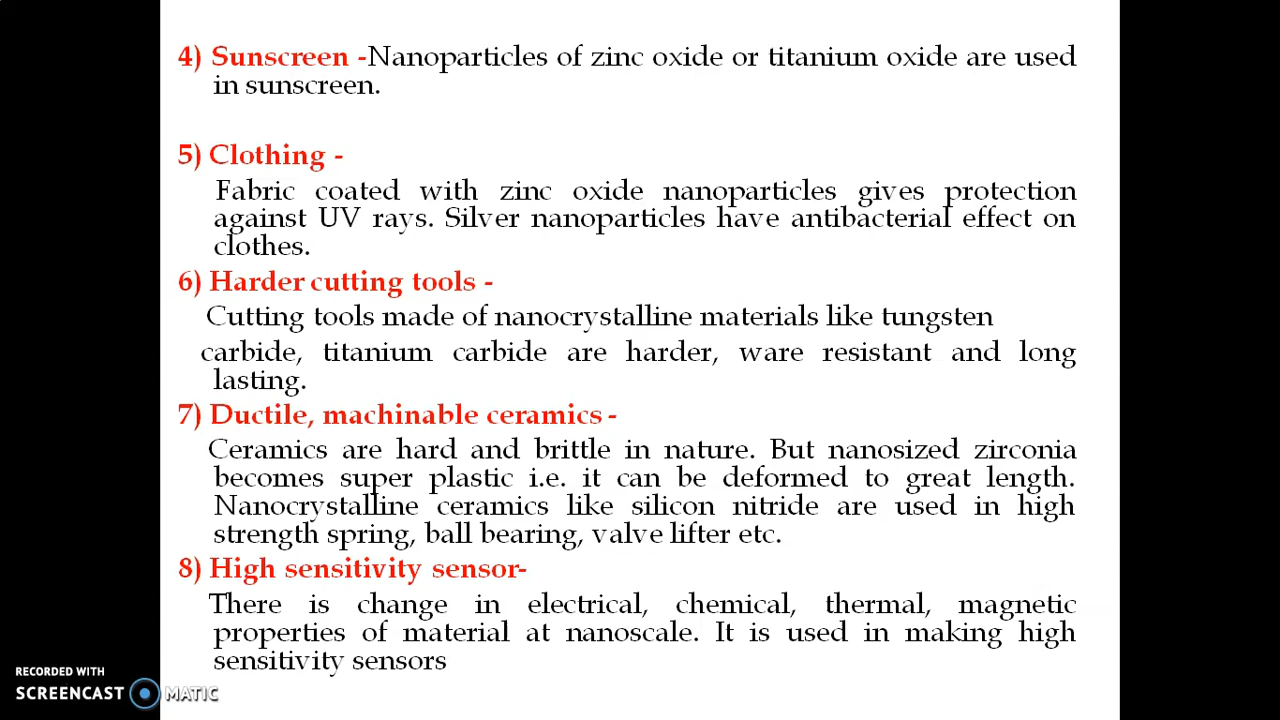 4) Sunscreen -Nanoparticles of zinc oxide or titanium oxide are used
in sunscreen.
5) Clothing -
Fabric coated with zinc oxide nanoparticles gives protection
against UV rays. Silver nanoparticles have antibacterial effect on
clothes.
6) Harder cutting tools -
Cutting tools made of nanocrystalline materials like tungsten
carbide, titanium carbide are harder, ware resistant and long
lasting.
7) Ductile, machinable ceramics -
Ceramics are hard and brittle in nature. But nanosized zirconia
becomes super plastic i.e. it can be deformed to great length.
Nanocrystalline ceramics like silicon nitride are used in high
strength spring, ball bearing, valve lifter etc.
8) High sensitivity sensor-
There is change in electrical, chemical, thermal, magnetic
properties of material at nanoscale. It is used in making high
sensitivity sensors
RECORDED WITH
SCREENCAST MATIC